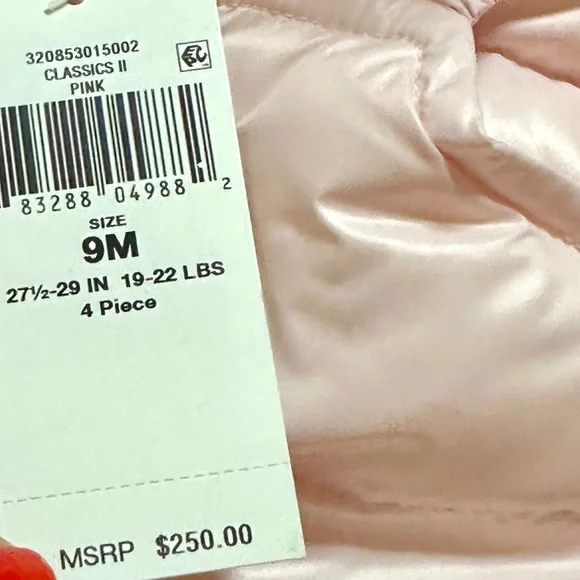 320853015002
CLASSICS II
PINK
83288 04988 2
SIZE
9M
27½-29 IN 19-22 LBS
4 Piece
MSRP $250.00